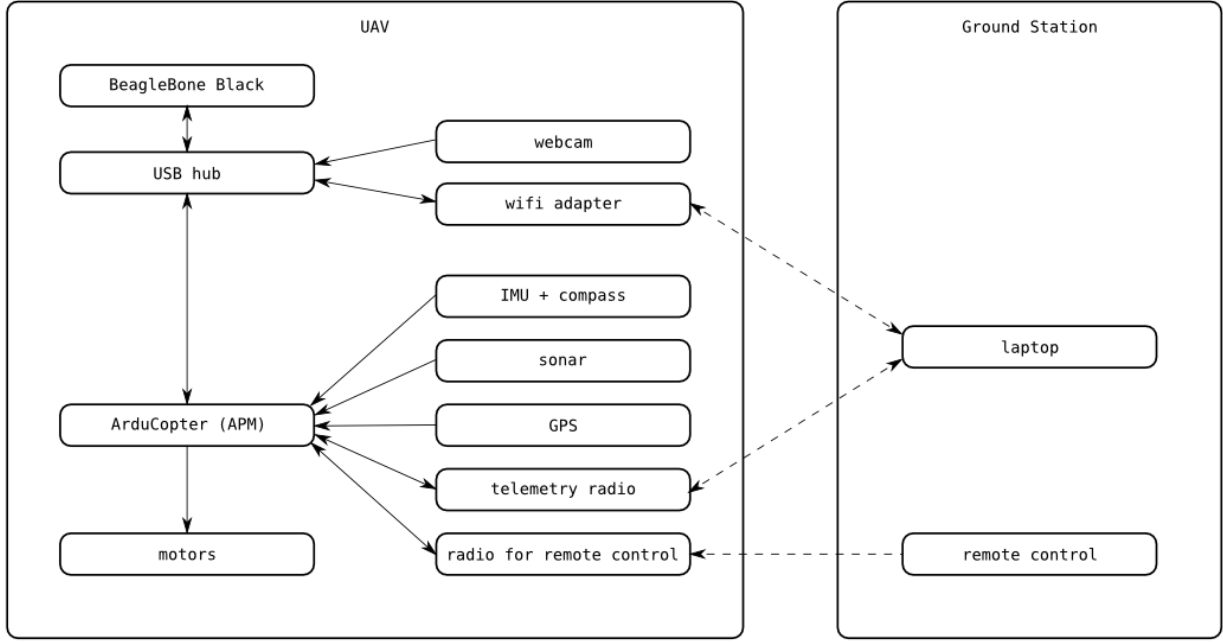 UAV
Ground Station
BeagleBone Black
webcam
USB hub
wifi adapter
IMU + compass
laptop
sonar
ArduCopter (APM)
GPS
telemetry radio
motors
radio for remote control
remote control